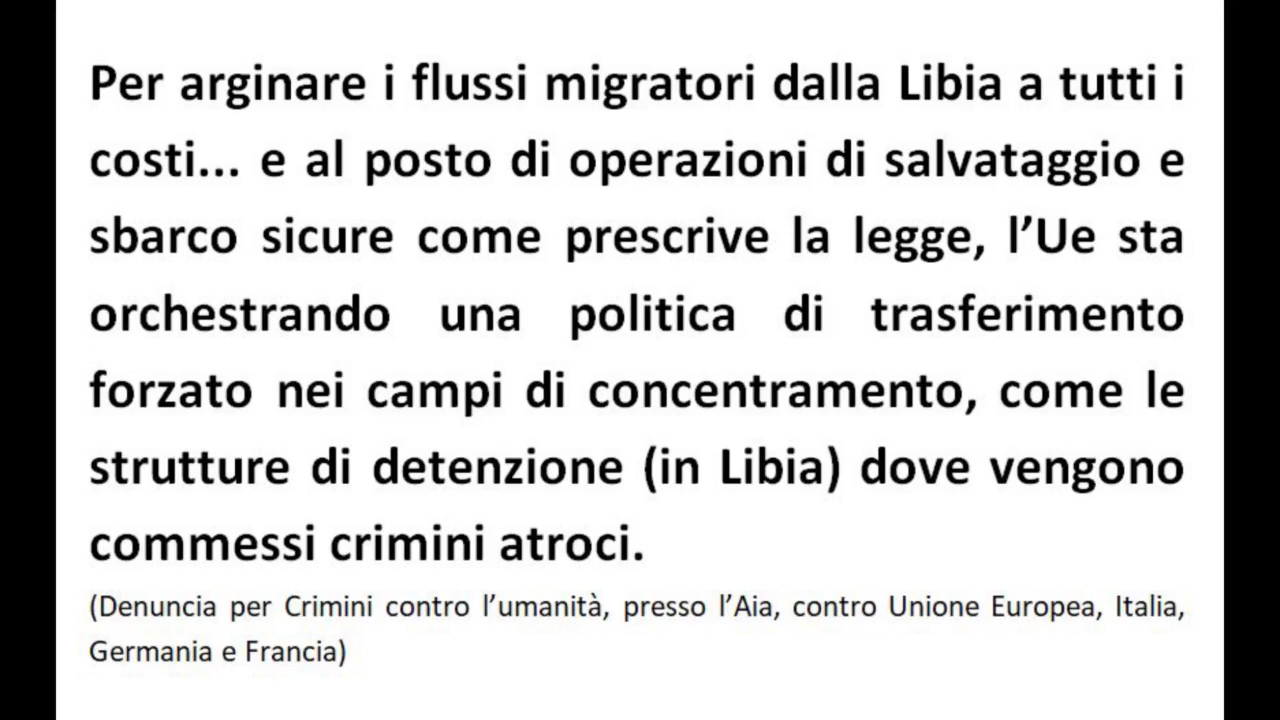 Per arginare i flussi migratori dalla Libia a tutti i
costi... e al posto di operazioni di salvataggio e
sbarco sicure come prescrive la legge, l’Ue sta
orchestrando una politica di trasferimento
forzato nei campi di concentramento, come le
strutture di detenzione (in Libia) dove vengono
commessi crimini atroci.
(Denuncia per Crimini contro l’umanità, presso l’Aia, contro Unione Europea, Italia,
Germania e Francia)